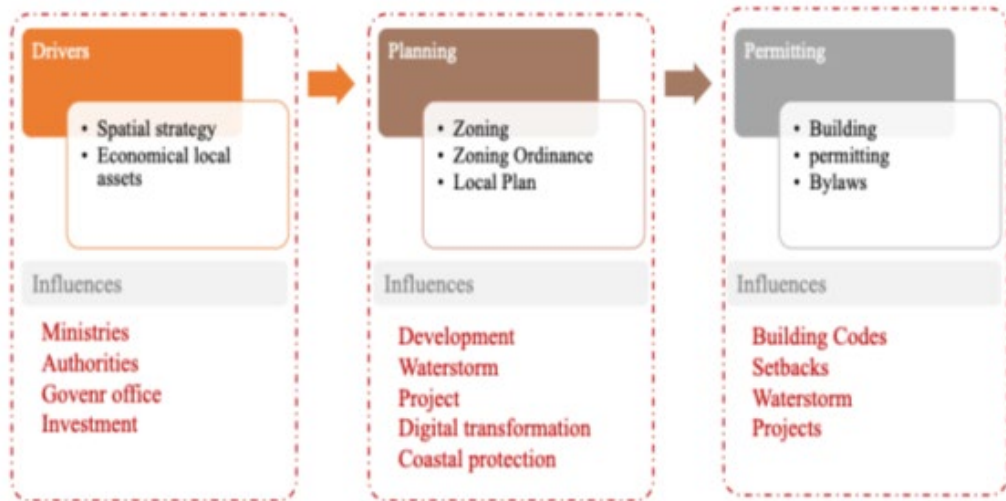 Drivers
• Spatial strategy
• Economical local
assets
Influences
Ministries
Authorities
Govenr office
Investment
Planning
• Zoning
• Zoning Ordinance
• Local Plan
Influences
Development
Waterstorm
Project
Digital transformation
Coastal protection
Permitting
• Building
• permitting
• Bylaws
Influences
Building Codes
Setbacks
Waterstorm
Projects